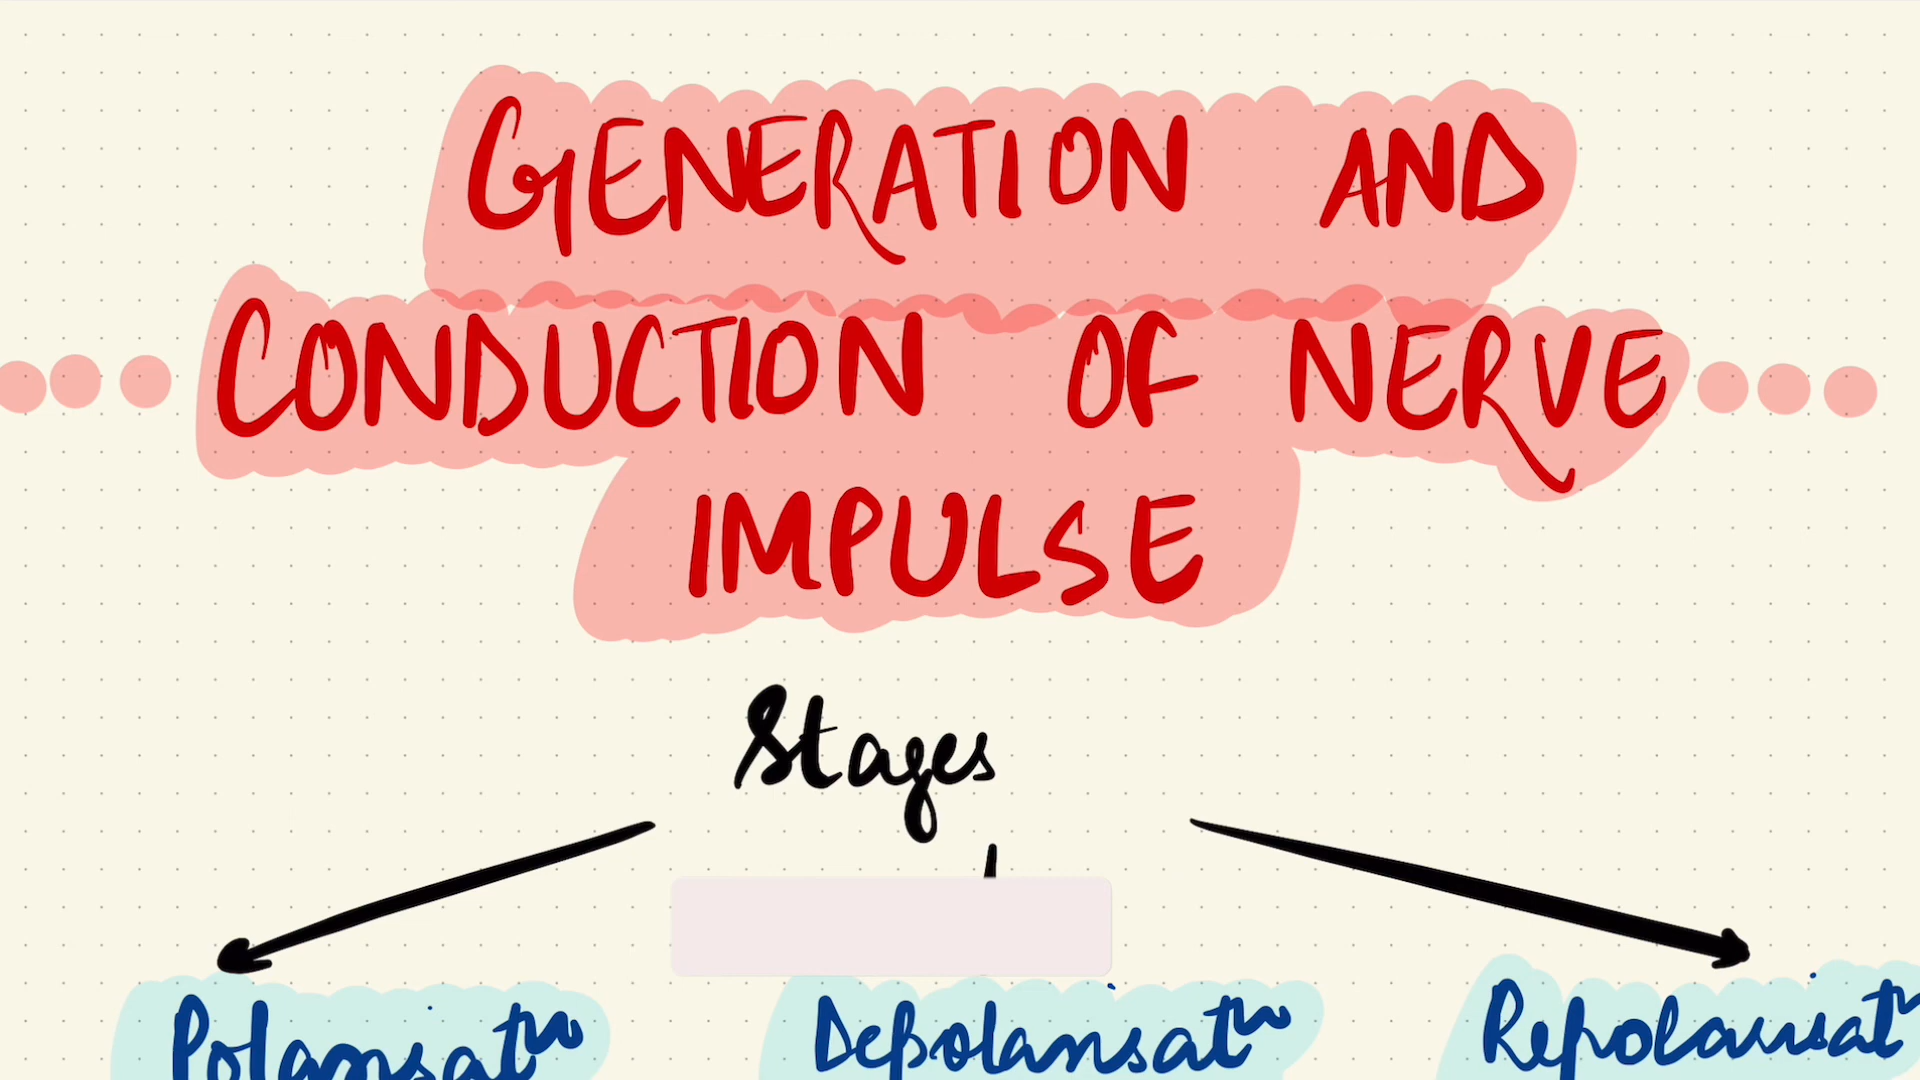 GENERATION AND
CONDUCTION OF NERVE
IMPULSE
Stages
Polarisatn Depolarisatn Repolarisatn